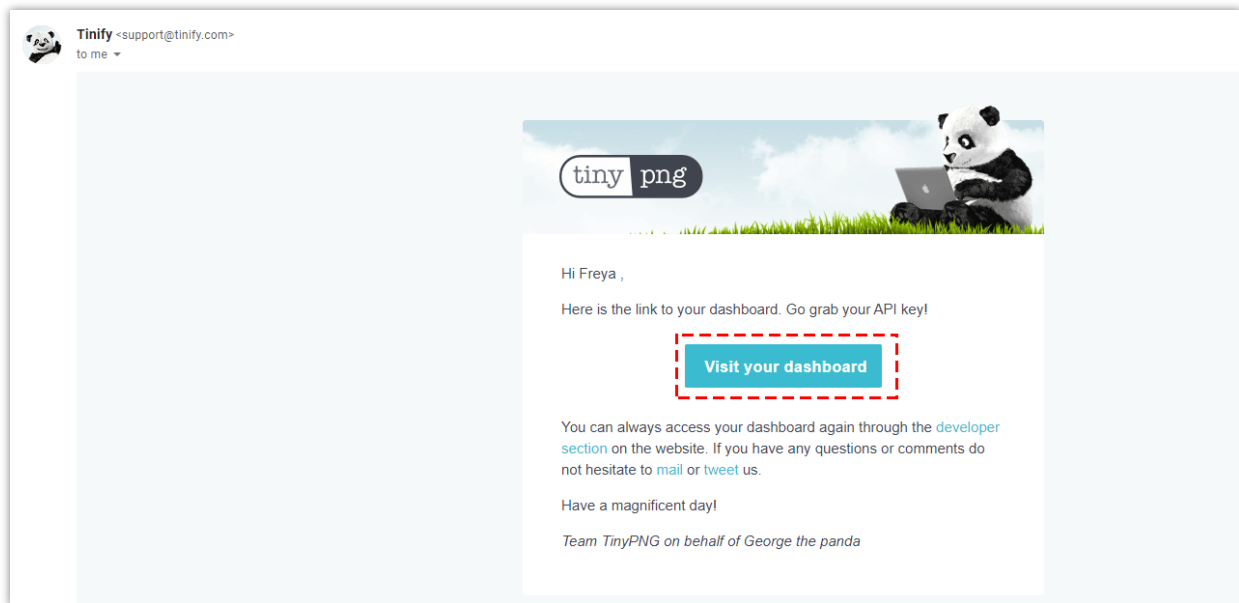 Tinify <support@tinify.com>
to me
tiny png
Hi Freya ,
Here is the link to your dashboard. Go grab your API key!
Visit your dashboard
You can always access your dashboard again through the developer
section on the website. If you have any questions or comments do
not hesitate to mail or tweet us.
Have a magnificent day!
Team TinyPNG on behalf of George the panda